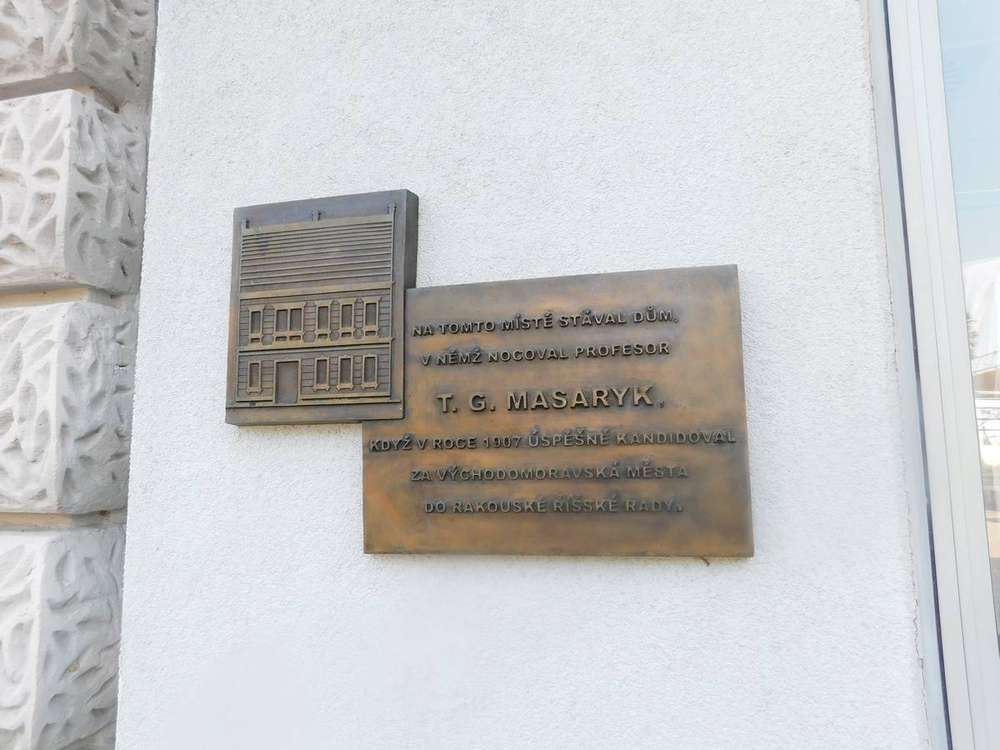 NA TOMTO MÍSTĚ STÁVAL DŮM,
V NĚMŽ NOCOVAL PROFESOR
T. G. MASARYK,
KDYŽ V ROCE 1907 ÚSPĚŠNĚ KANDIDOVAL
ZA VÝCHODOMORAVSKÁ MĚSTA
DO RAKOUSKÉ ŘÍŠSKÉ RADY.